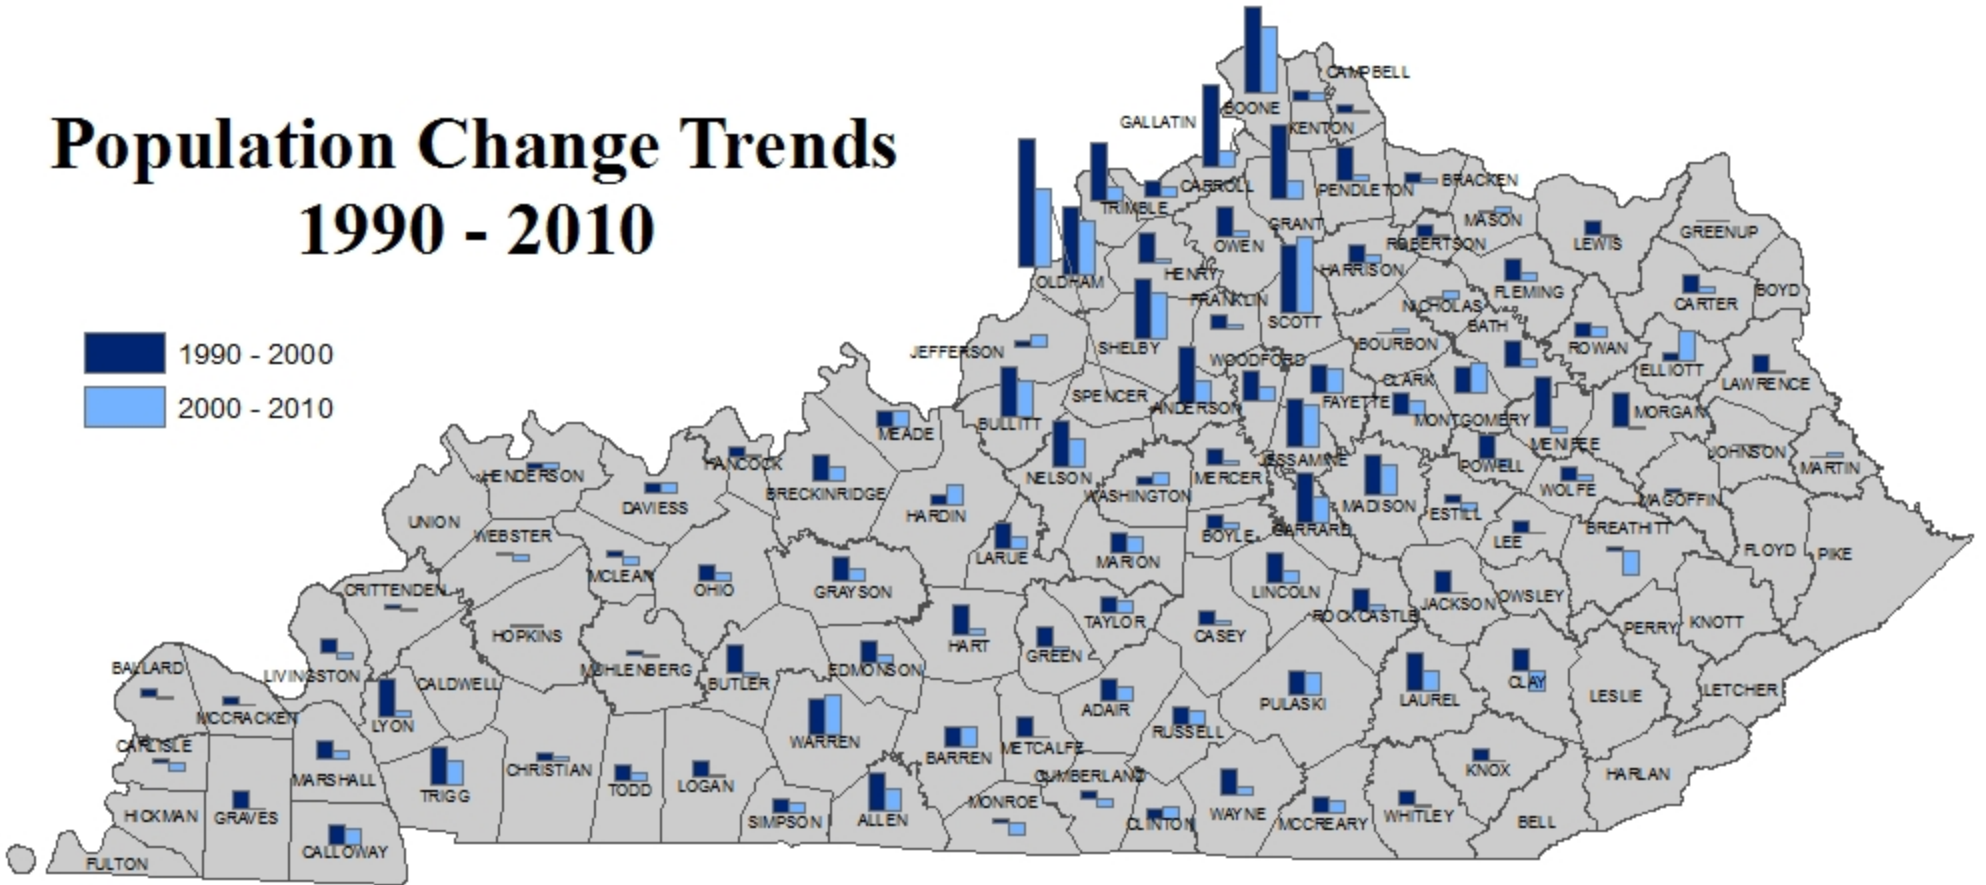 Population Change Trends
1990 - 2010
1990 - 2000
2000 - 2010
CAMPBELL
BOONE
GALLATIN
KENTON
CARROLL
PENDLETON
BRACKEN
TRIMBLE
MASON
GRANT
GREENUP
OWEN
ROBERTSON
LEWIS
HENRY
HARRISON
OLDHAM
FLEMING
BOYD
FRANKLIN
NICHOLAS
CARTER
SCOTT
BATH
JEFFERSON
SHELBY
BOURBON
ROWAN
WOODFORD
ELLIOTT
CLARK
LAWRENCE
SPENCER
FAYETTE
ANDERSON
MORGAN
BULLITT
MONTGOMERY
MEADE
MENIFEE
JOHNSON
HANCOCK
JESSAMINE
POWELL
MARTIN
HENDERSON
NELSON
MERCER
BRECKINRIDGE
WASHINGTON
WOLFE
MAGOFFIN
DAVIESS
MADISON
HARDIN
ESTILL
UNION
GARRARD
BREATHITT
WEBSTER
BOYLE
LEE
FLOYD
PIKE
LARUE
MARION
MCLEAN
CRITTENDEN
OHIO
GRAYSON
LINCOLN
OWSLEY
JACKSON
ROCKCASTLE
TAYLOR
KNOTT
PERRY
HOPKINS
CASEY
HART
GREEN
BALLARD
MUHLENBERG
EDMONSON
LIVINGSTON
BUTLER
CALDWELL
CLAY
LETCHER
LESLIE
LAUREL
PULASKI
ADAIR
MCCRACKEN
LYON
RUSSELL
WARREN
CARLISLE
METCALFE
BARREN
CHRISTIAN
KNOX
HARLAN
CUMBERLAND
MARSHALL
LOGAN
TODD
TRIGG
MONROE
WAYNE
WHITLEY
HICKMAN
GRAVES
ALLEN
SIMPSON
CLINTON
MCCREARY
BELL
CALLOWAY
FULTON